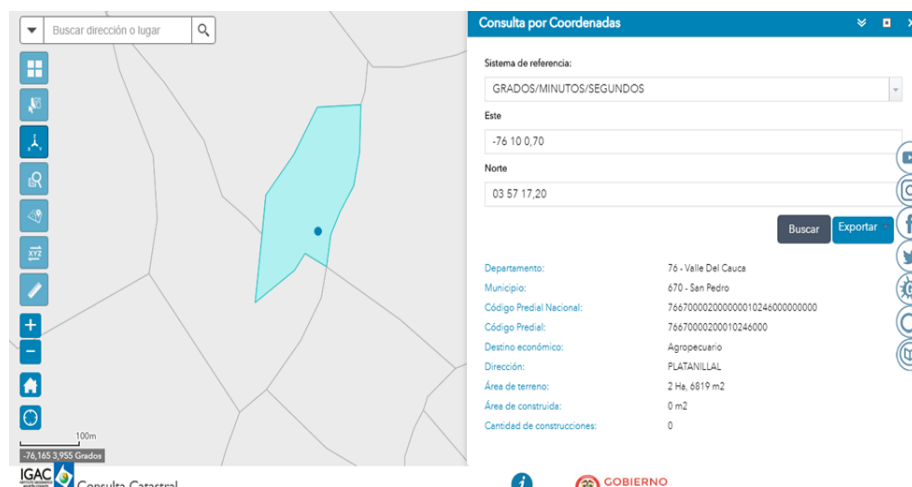 Buscar dirección o lugar
Consulta por Coordenadas
Sistema de referencia:
GRADOS/MINUTOS/SEGUNDOS
Este
-76 10 0,70
Norte
03 57 17,20
Buscar
Exportar
Departamento: 76 - Valle Del Cauca
Municipio: 670 - San Pedro
Código Predial Nacional: 766700002000000010246000000000
Código Predial: 76670000200010246000
Destino económico: Agropecuario
Dirección: PLATANILLAL
Área de terreno: 2 Ha, 6819 m2
Área de construida: 0 m2
Cantidad de construcciones: 0
XYZ
100m
-76,165 3,955 Grados
IGAC
Consulta Catastral
GOBIERNO